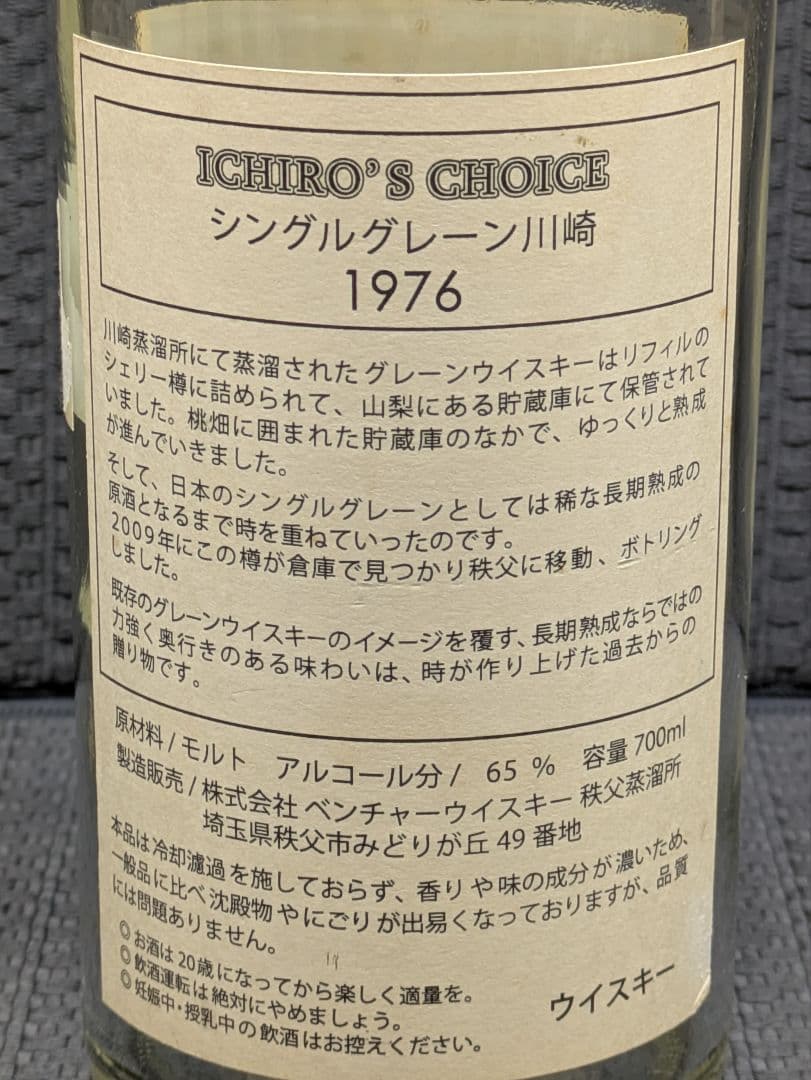 ICHIRO'S CHOICE
シングルグレーン川崎
1976
川崎蒸溜所にて蒸溜されたグレーンウイスキーはリフィルの
シェリー樽に詰められて、山梨にある貯蔵庫にて保管されて
いました。桃畑に囲まれた貯蔵庫のなかで、ゆっくりと熟成
が進んでいきました。
そして、日本のシングルグレーンとしては稀な長期熟成の
原酒となるまで時を重ねていったのです。
2009年にこの樽が倉庫で見つかり秩父に移動、ボトリング
しました。
既存のグレーンウイスキーのイメージを覆す、長期熟成ならではの
力強く奥行きのある味わいは、時が作り上げた過去からの
贈り物です。
原材料/モルト　アルコール分/　65 %　容量 700ml
製造販売/株式会社 ベンチャーウイスキー 秩父蒸溜所
埼玉県秩父市みどりが丘 49 番地
本品は冷却濾過を施しておらず、香りや味の成分が濃いため、
一般品に比べ沈殿物やにごりが出易くなっておりますが、品質
には問題ありません。
◎お酒は20歳になってから楽しく適量を。
◎飲酒運転は絶対にやめましょう。
◎妊娠中・授乳中の飲酒はお控えください。
ウイスキー